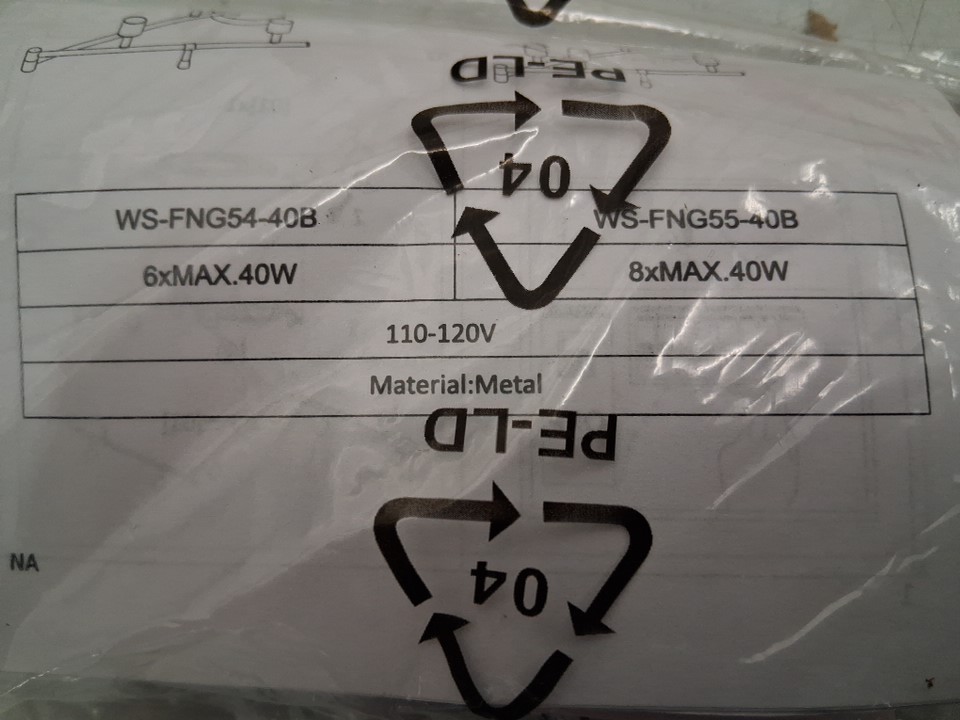 PE-LD
04
WS-FNG54-40B WS-FNG55-40B
6xMAX.40W 8xMAX.40W
110-120V
Material:Metal
PE-LD
04
NA